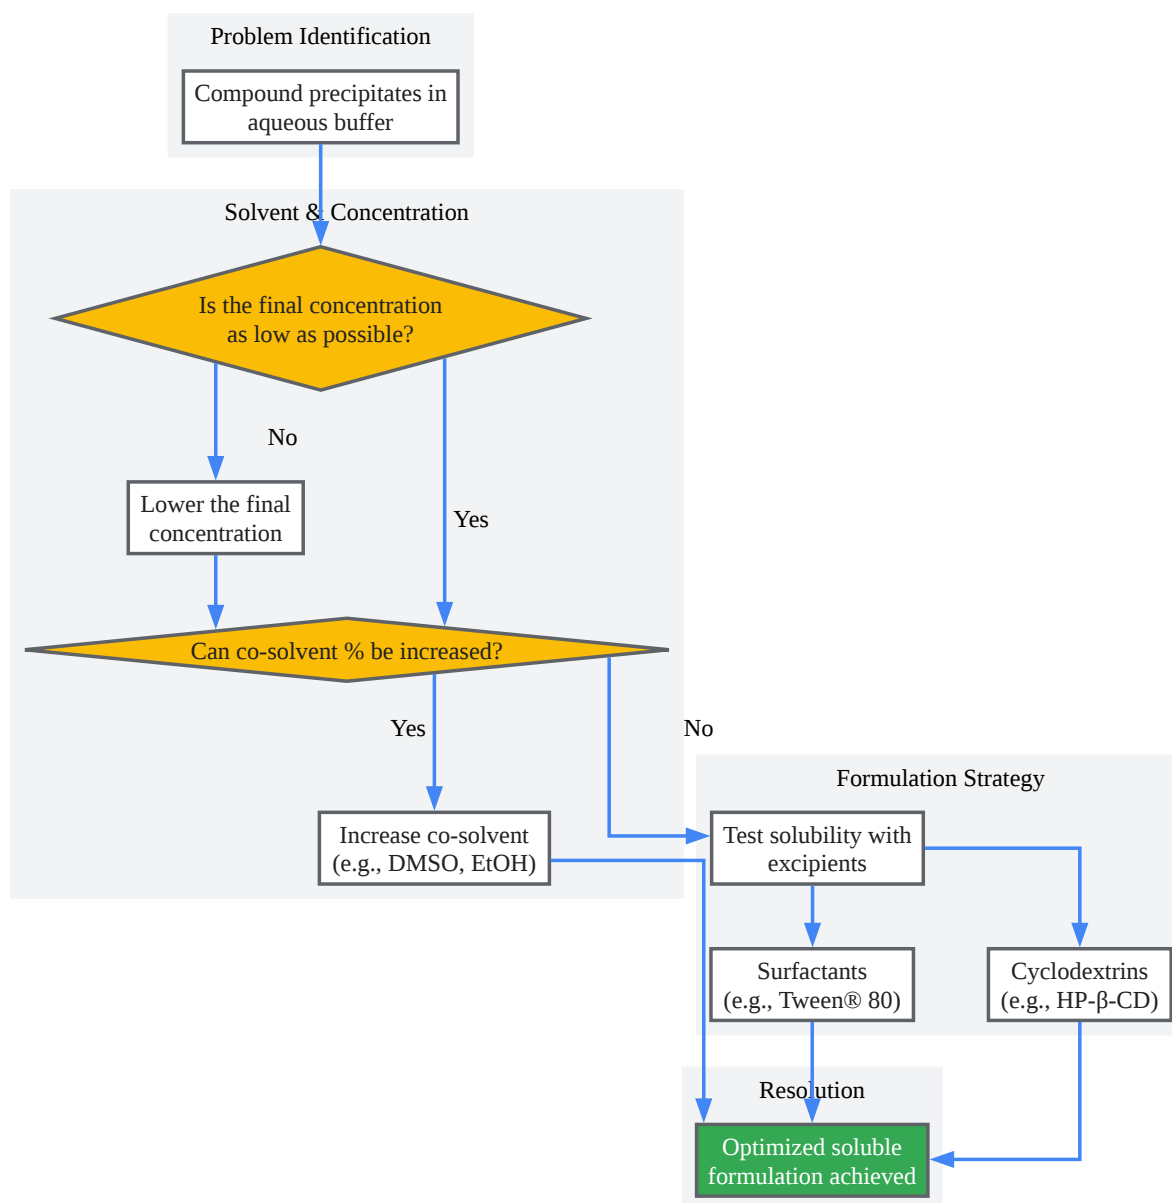 Problem Identification
Compound precipitates in
aqueous buffer
Solvent & Concentration
Is the final concentration
as low as possible?
No
Lower the final
concentration
Yes
Can co-solvent % be increased?
Yes
No
Increase co-solvent
(e.g., DMSO, EtOH)
Formulation Strategy
Test solubility with
excipients
Surfactants
(e.g., Tween® 80)
Cyclodextrins
(e.g., HP-β-CD)
Resolution
Optimized soluble
formulation achieved